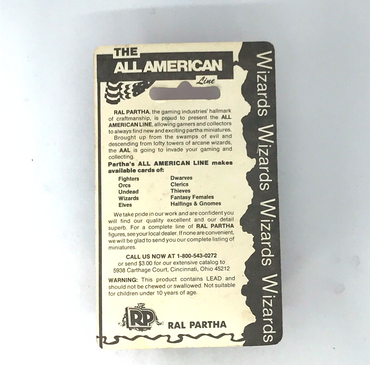 THE
ALL AMERICAN
Line
RAL PARTHA, the gaming industries' hallmark
of craftmanship, is proud to present the ALL
AMERICAN LINE, allowing gamers and collectors
to always find new and exciting partha miniatures.
Brought up from the swamps of evil and
descending from lofty towers of arcane wizards,
the AAL is going to invade your gaming and
collecting.
Partha's ALL AMERICAN LINE makes
available cards of:
Fighters
Orcs
Undead
Wizards
Elves
Dwarves
Clerics
Thieves
Fantasy Females
Halflings & Gnomes
We take pride in our work and are confident you
will find our quality excellent and our detail
superb. For a complete line of RAL PARTHA
figures, see your local dealer. If none are convenient,
we will be glad to send you our complete listing of
miniatures.
CALL US NOW AT 1-800-543-0272
or send $3.00 for our extensive catalog to
5938 Carthage Court, Cincinnati, Ohio 45212
WARNING: This product contains LEAD and
should not be chewed or swallowed. Not suitable
for children under 10 years of age.
RP
RAL PARTHA
Wizards Wizards Wizards Wizards